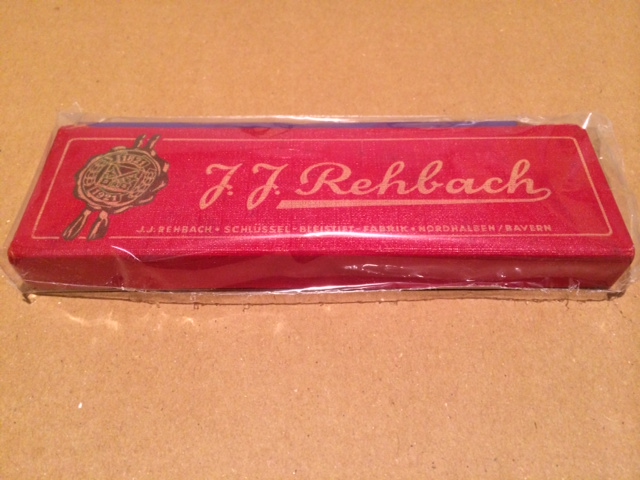 J. J. Rehbach
J.J. REHBACH • SCHLÜSSEL-BLEISTIFT-FABRIK • NORDHALBEN/BAYERN